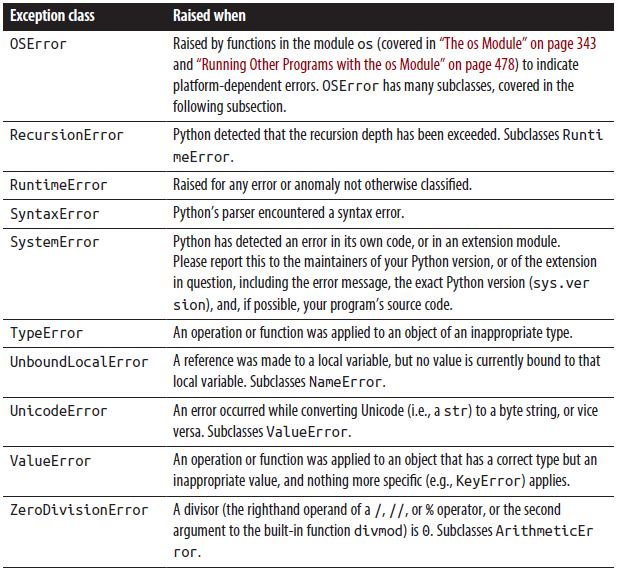 Exception class Raised when
OSError Raised by functions in the module os (covered in “The os Module” on page 343
and “Running Other Programs with the os Module” on page 478) to indicate
platform-dependent errors. OSError has many subclasses, covered in the
following subsection.
RecursionError Python detected that the recursion depth has been exceeded. Subclasses Runti
meError.
RuntimeError Raised for any error or anomaly not otherwise classified.
SyntaxError Python’s parser encountered a syntax error.
SystemError Python has detected an error in its own code, or in an extension module.
Please report this to the maintainers of your Python version, or of the extension
in question, including the error message, the exact Python version (sys.ver
sion), and, if possible, your program’s source code.
TypeError An operation or function was applied to an object of an inappropriate type.
UnboundLocalError A reference was made to a local variable, but no value is currently bound to that
local variable. Subclasses NameError.
UnicodeError An error occurred while converting Unicode (i.e., a str) to a byte string, or vice
versa. Subclasses ValueError.
ValueError An operation or function was applied to an object that has a correct type but an
inappropriate value, and nothing more specific (e.g., KeyError) applies.
ZeroDivisionError A divisor (the righthand operand of a /, //, or % operator, or the second
argument to the built-in function divmod) is 0. Subclasses ArithmeticEr
ror.